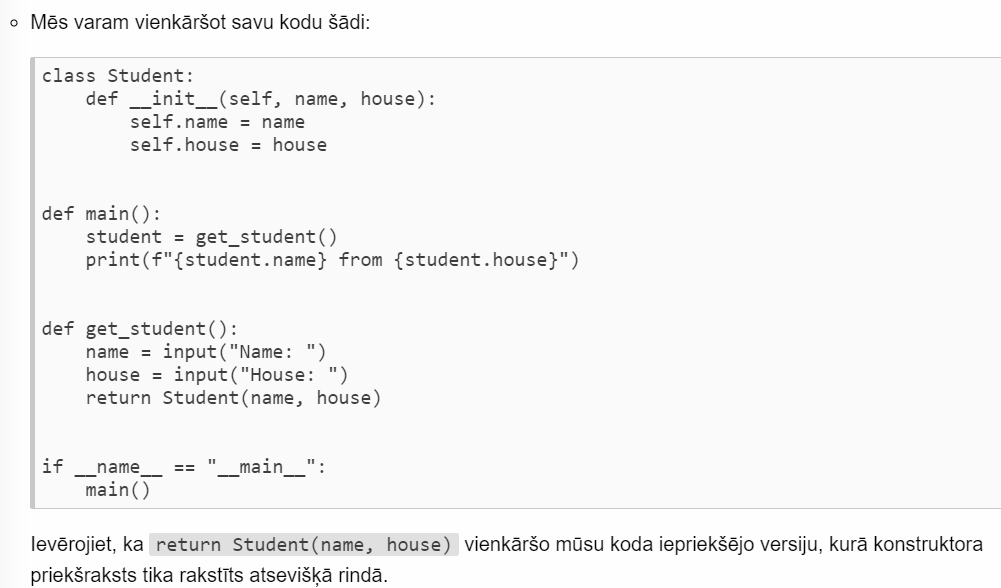 Mēs varam vienkāršot savu kodu šādi:
class Student:
    def __init__(self, name, house):
        self.name = name
        self.house = house
def main():
    student = get_student()
    print(f"{student.name} from {student.house}")
def get_student():
    name = input("Name: ")
    house = input("House: ")
    return Student(name, house)
if __name__ == "__main__":
    main()
Ievērojiet, ka return Student(name, house) vienkāršo mūsu koda iepriekšējo versiju, kurā konstruktora
priekšraksts tika rakstīts atsevišķā rindā.